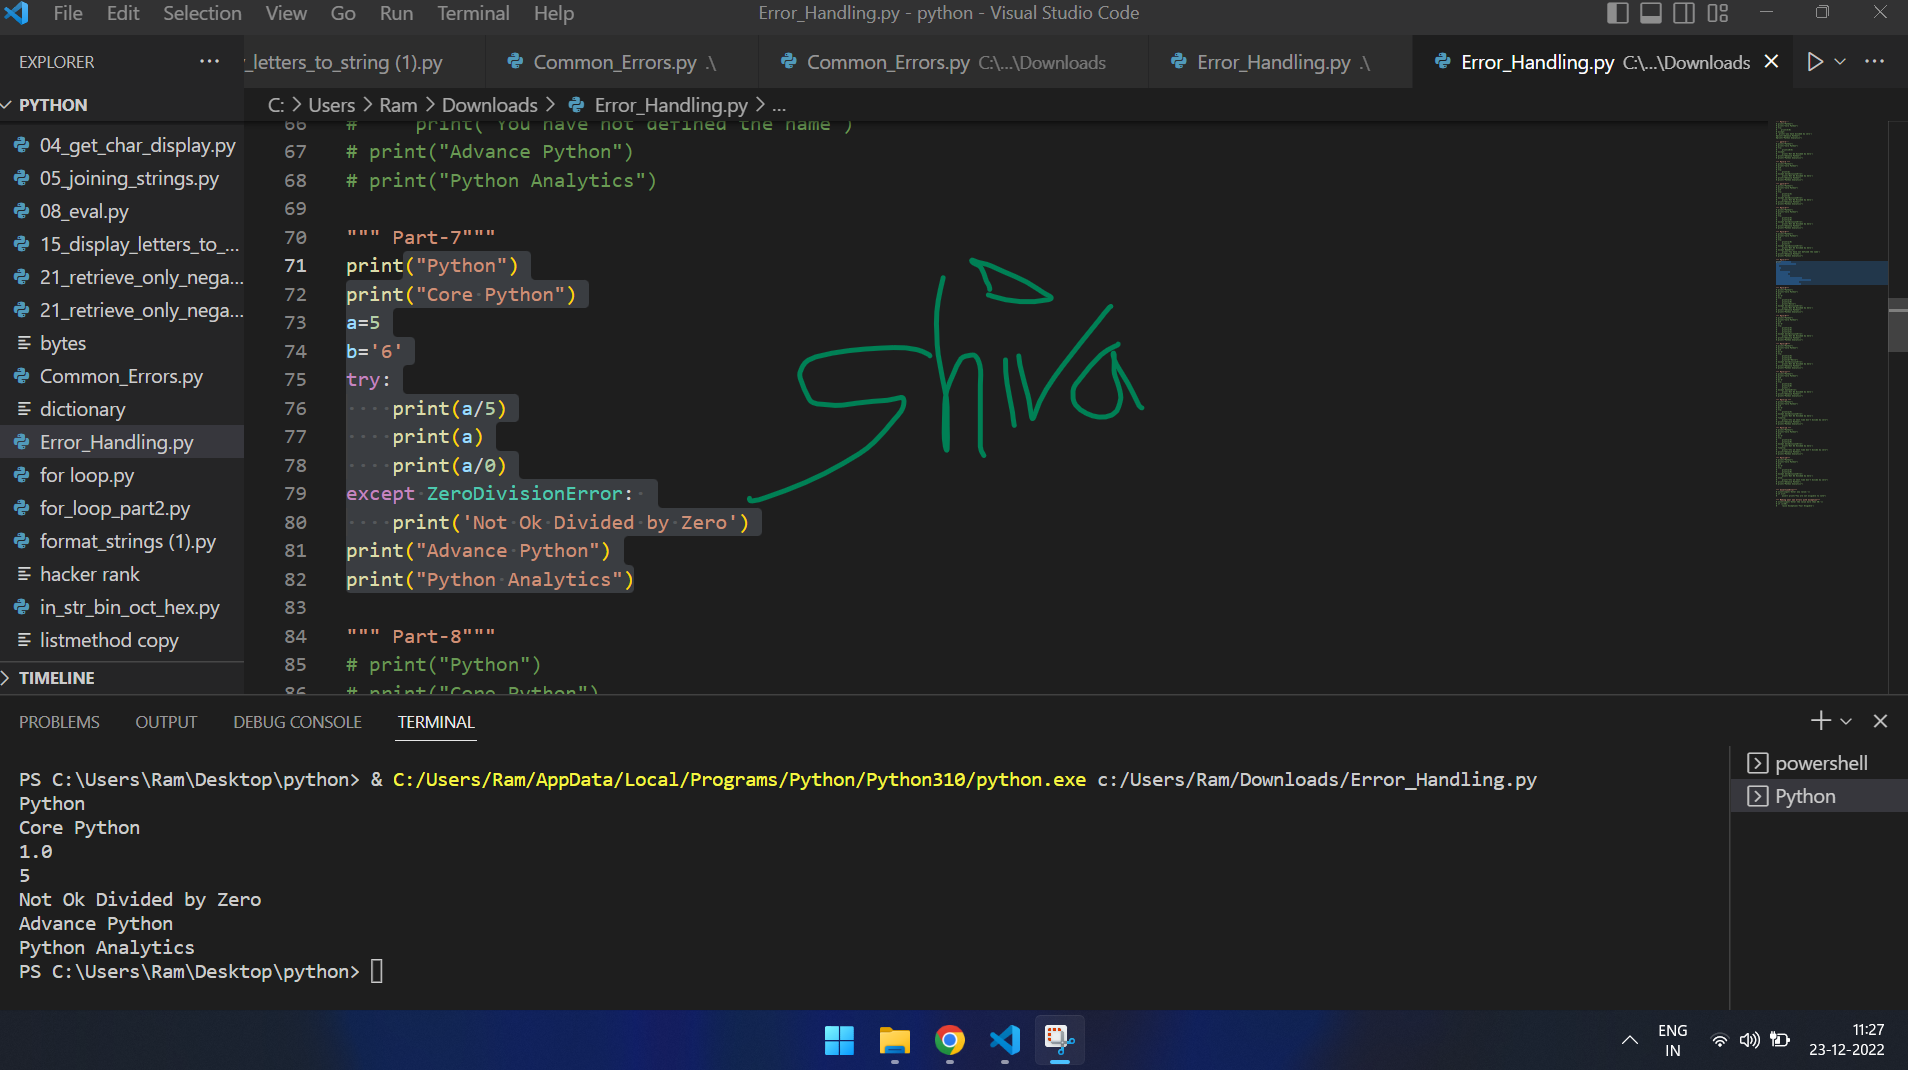 File Edit Selection View Go Run Terminal Help Error_Handling.py - python - Visual Studio Code
EXPLORER ··· _letters_to_string (1).py Common_Errors.py .\ Common_Errors.py C:\...\Downloads Error_Handling.py .\ Error_Handling.py C:\...\Downloads ···
PYTHON
C: > Users > Ram > Downloads > Error_Handling.py > ...
04_get_char_display.py
05_joining_strings.py
08_eval.py
15_display_letters_to_...
21_retrieve_only_nega...
21_retrieve_only_nega...
bytes
Common_Errors.py
dictionary
Error_Handling.py
for loop.py
for_loop_part2.py
format_strings (1).py
hacker rank
in_str_bin_oct_hex.py
listmethod copy
TIMELINE
66 #     print( You have not defined the name )
67 # print("Advance Python")
68 # print("Python Analytics")
69
70 """ Part-7"""
71 print("Python")
72 print("Core Python")
73 a=5
74 b='6'
75 try:
76     print(a/5)
77     print(a)
78     print(a/0)
79 except ZeroDivisionError:
80     print('Not Ok Divided by Zero')
81 print("Advance Python")
82 print("Python Analytics")
83
84 """ Part-8"""
85 # print("Python")
86 # print("Core Python")
Shiva
PROBLEMS OUTPUT DEBUG CONSOLE TERMINAL
PS C:\Users\Ram\Desktop\python> & C:/Users/Ram/AppData/Local/Programs/Python/Python310/python.exe c:/Users/Ram/Downloads/Error_Handling.py
Python
Core Python
1.0
5
Not Ok Divided by Zero
Advance Python
Python Analytics
PS C:\Users\Ram\Desktop\python>
powershell
Python
ENG
IN
11:27
23-12-2022